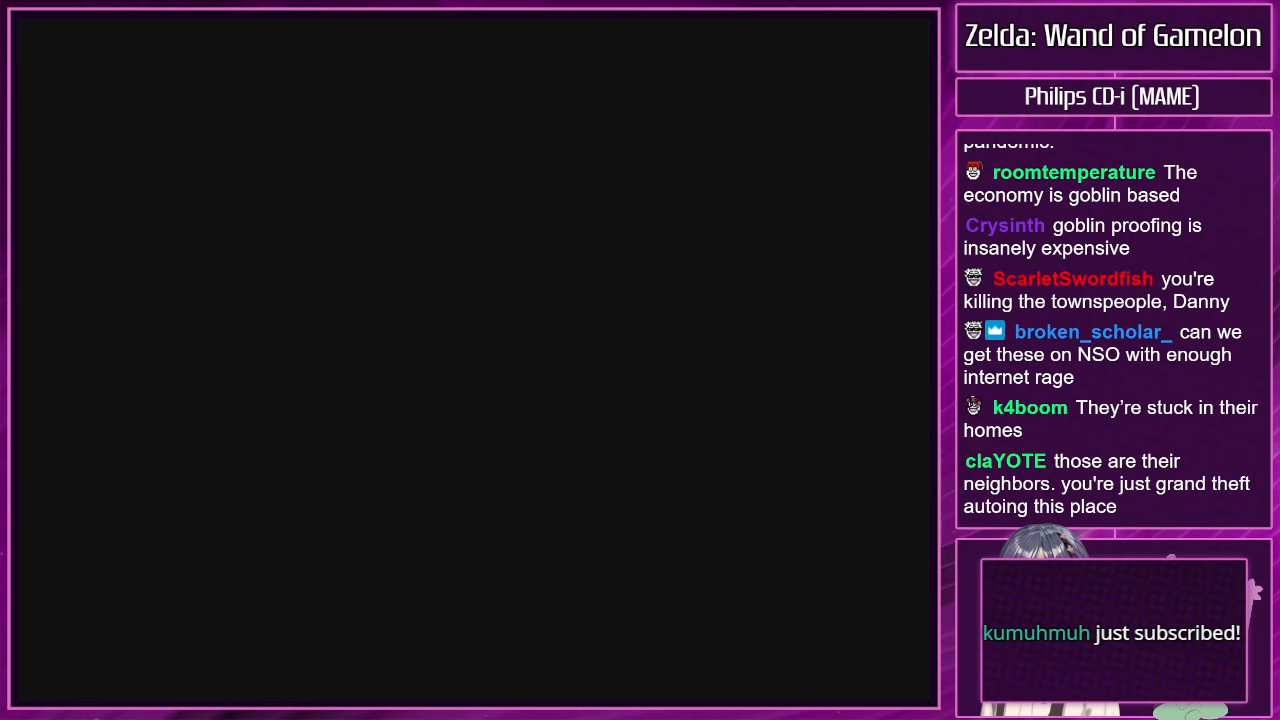 Zelda: Wand of Gamelon
Philips CD-i (MAME)
pandemic.
roomtemperature The
economy is goblin based
Crysinth goblin proofing is
insanely expensive
ScarletSwordfish you're
killing the townspeople, Danny
broken_scholar_ can we
get these on NSO with enough
internet rage
k4boom They’re stuck in their
homes
claYOTE those are their
neighbors. you're just grand theft
autoing this place
kumuhmuh just subscribed!